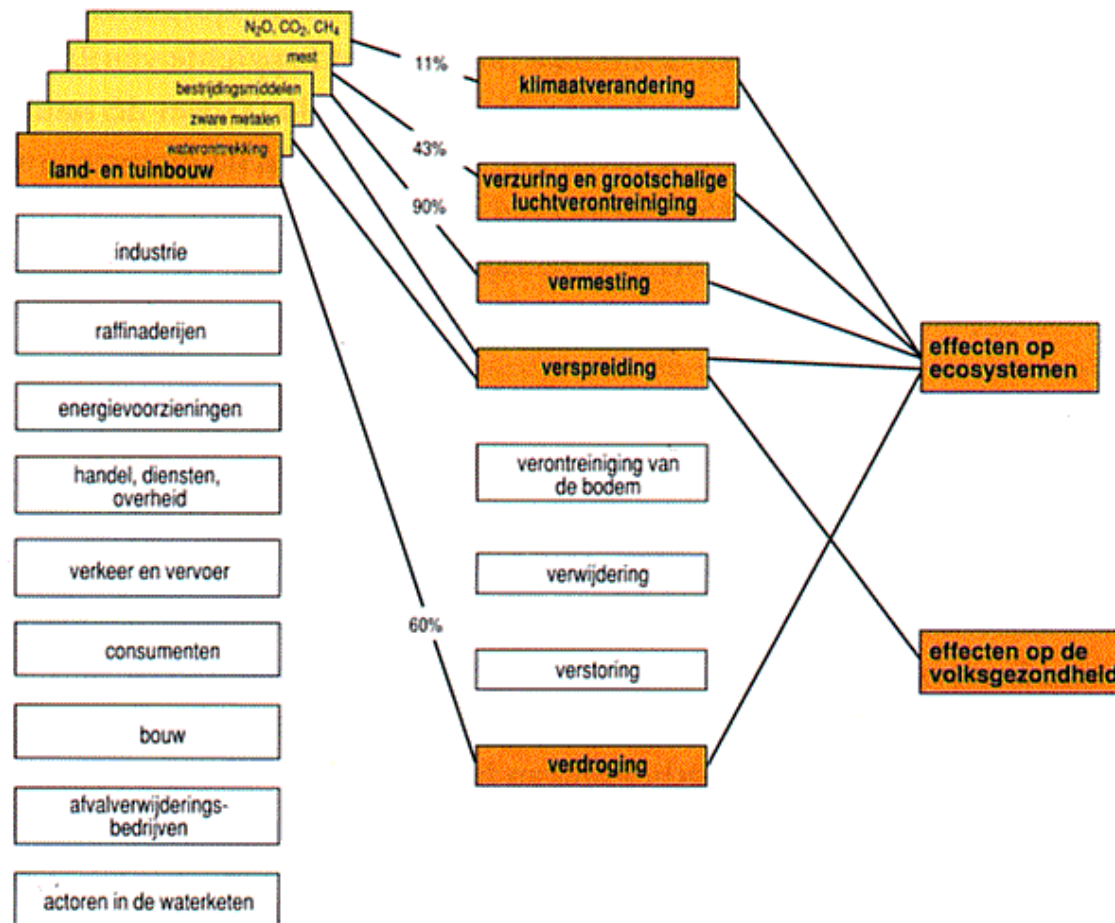 N₂O, CO₂, CH₄
mest
bestrijdingsmiddelen
zware metalen
wateronttrekking
land- en tuinbouw
industrie
raffinaderijen
energievoorzieningen
handel, diensten,
overheid
verkeer en vervoer
consumenten
bouw
afvalverwijderings-
bedrijven
actoren in de waterketen
11%
43%
90%
60%
klimaatverandering
verzuring en grootschalige
luchtverontreiniging
vermesting
verspreiding
verontreiniging van
de bodem
verwijdering
verstoring
verdroging
effecten op
ecosystemen
effecten op de
volksgezondheid